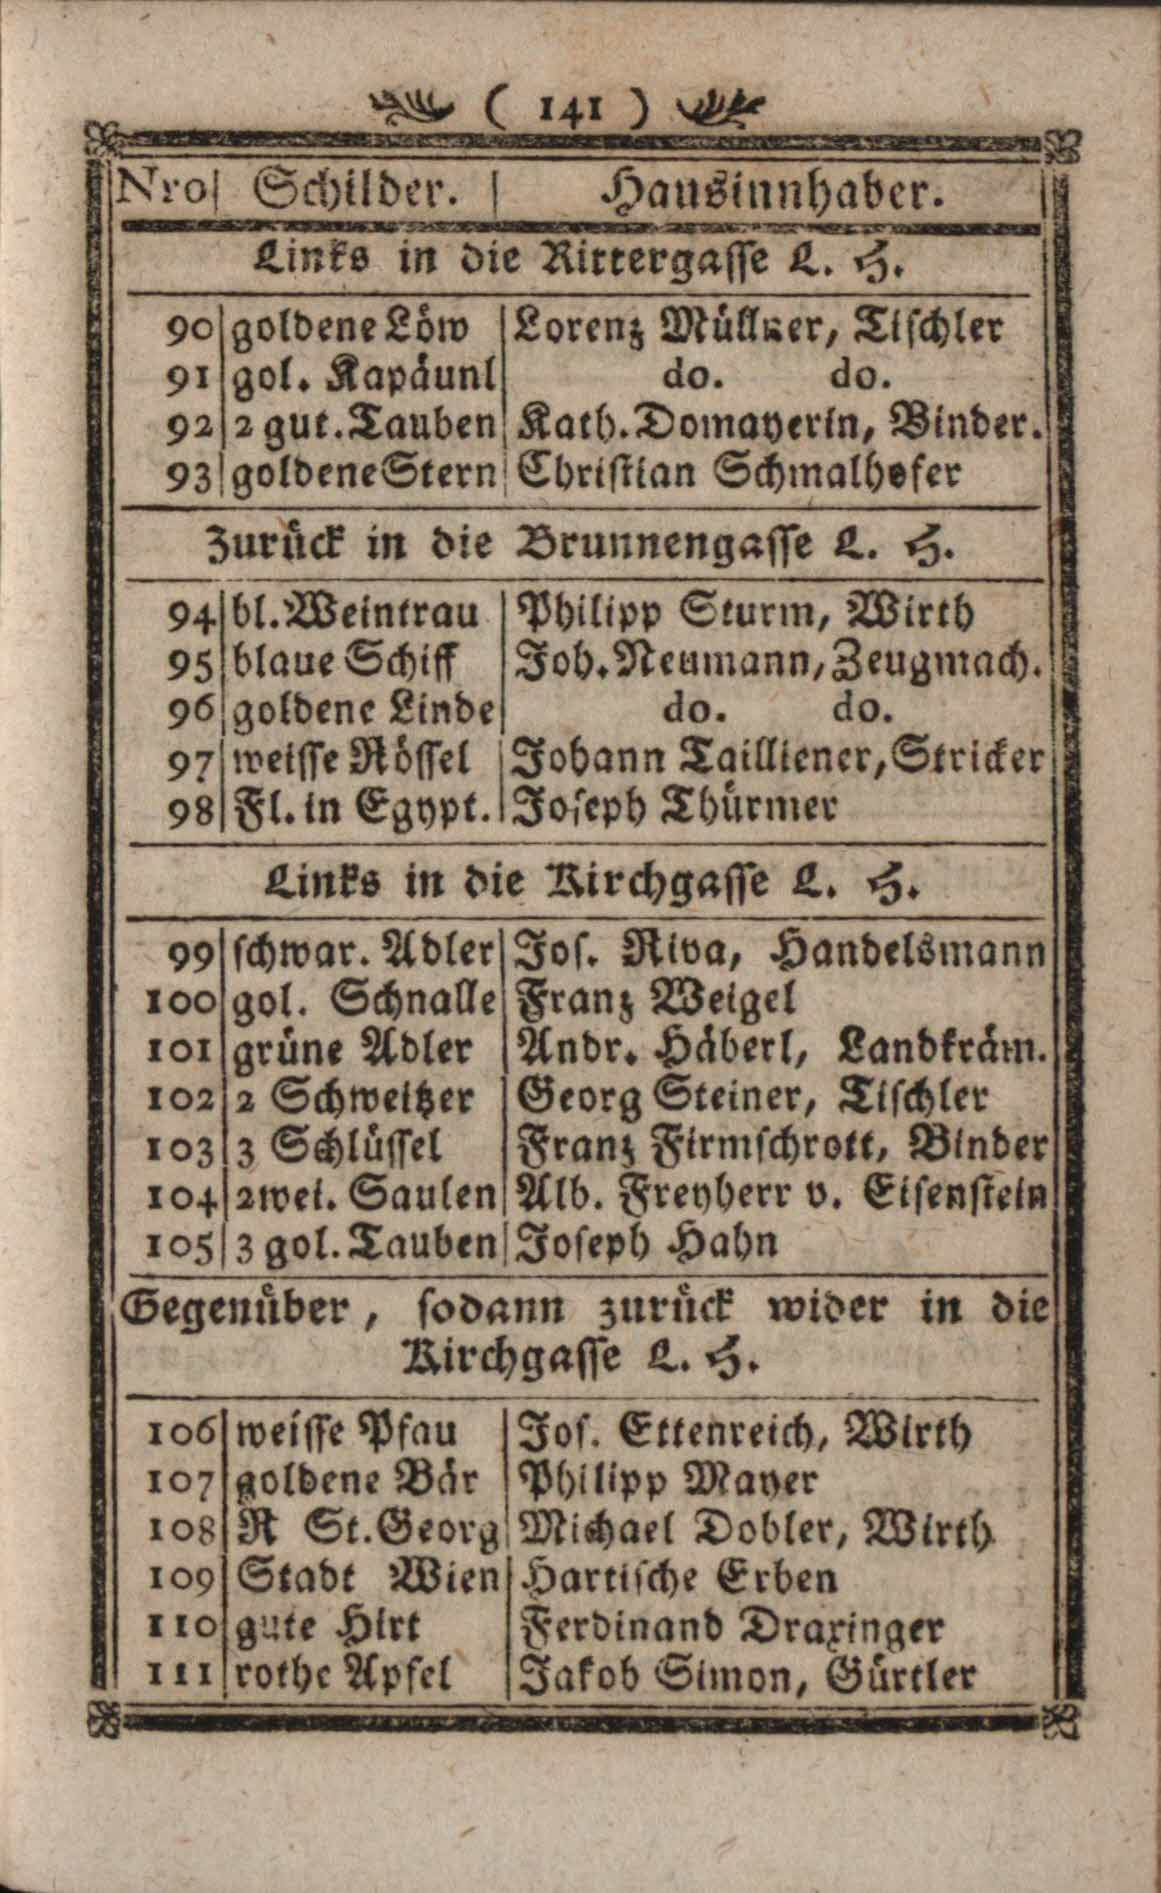 ( 141 )
Nro Schilder. Hausinnhaber.
Links in die Rittergasse L. H.
90 goldene Löw Lorenz Müllner, Tischler
91 gol. Kapäunl do. do.
92 2 gut. Tauben Kath. Domayerin, Binder.
93 goldene Stern Christian Schmalhofer
Zurück in die Brunnengasse L. H.
94 bl. Weintrau Philipp Sturm, Wirth
95 blaue Schiff Joh. Neumann, Zeugmach.
96 goldene Linde do. do.
97 weisse Rössel Johann Tailliener, Stricker
98 Fl. in Egypt. Joseph Thürmer
Links in die Kirchgasse L. H.
99 schwar. Adler Jos. Riva, Handelsmann
100 gol. Schnalle Franz Weigel
101 grüne Adler Andr. Häberl, Landkräm.
102 2 Schweitzer Georg Steiner, Tischler
103 3 Schlüssel Franz Firmschrott, Binder
104 2wei. Saulen Alb. Freyherr v. Eisenstein
105 3 gol. Tauben Joseph Hahn
Gegenüber, sodann zurück wider in die
Kirchgasse L. H.
106 weisse Pfau Jos. Ettenreich, Wirth
107 goldene Bär Philipp Mayer
108 R St. Georg Michael Dobler, Wirth
109 Stadt Wien Hartische Erben
110 gute Hirt Ferdinand Draxinger
111 rothe Apfel Jakob Simon, Gürtler